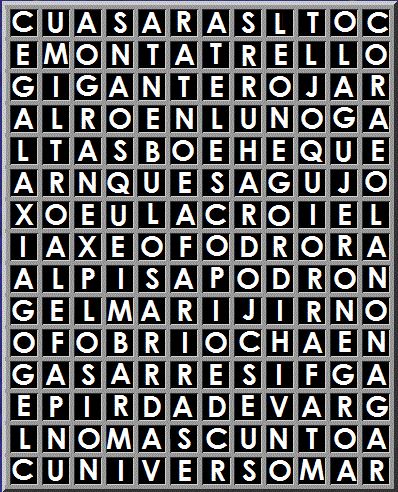 CUASARASLTOC
EMONTATRELLO
GIGANTEROJAR
ALROENLUNOGA
LTASBOEHEQUE
ARNQUESAGUJO
XOEULACROIEL
IAXEOFODRORA
ALPISAPODRON
GELMARIJIRNO
OFOBRIOCHAEN
GASARRESIFGA
EPIRDADEVARG
LNOMASCUNTOA
CUNIVERSOMAR